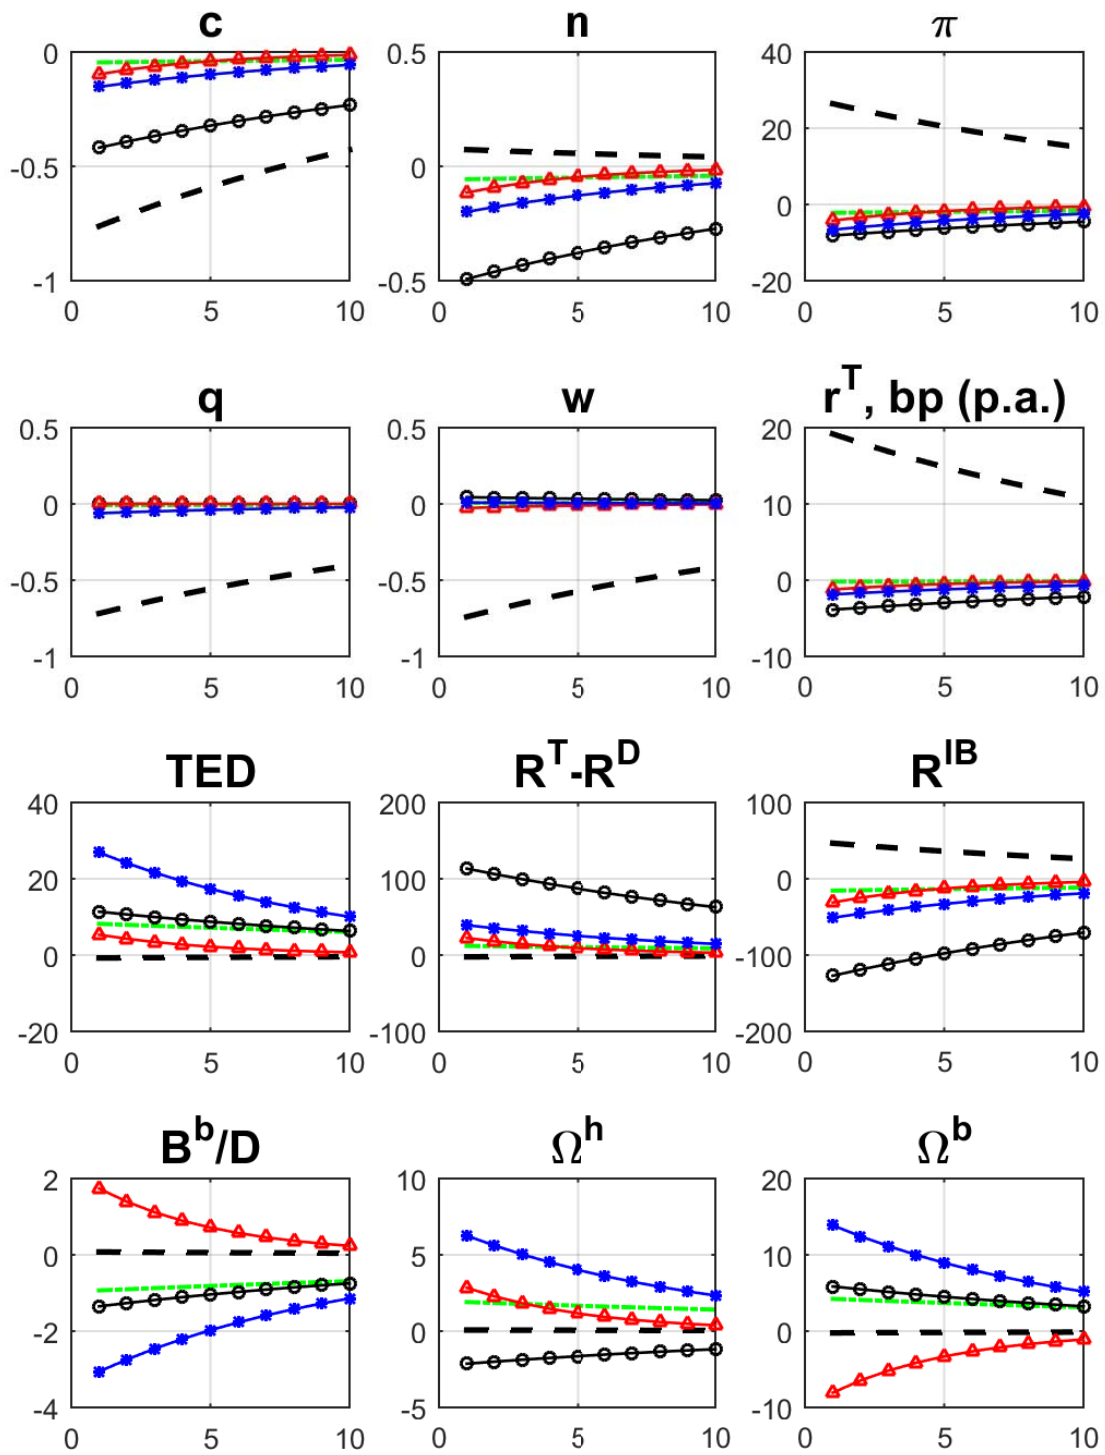 c n π
0 0.5 40
-0.5 0 20
-1 -0.5 0
-20
0 5 10 0 5 10 0 5 10
q w r^T, bp (p.a.)
0.5 0.5 20
0 0 10
-0.5 -0.5 0
-1 -1 -10
0 5 10 0 5 10 0 5 10
TED R^T-R^D R^IB
40 200 100
20 100 0
0 0 -100
-20 -100 -200
0 5 10 0 5 10 0 5 10
B^b/D Ω^h Ω^b
2 10 20
0 5 10
-2 0 0
-4 -5 -10
0 5 10 0 5 10 0 5 10